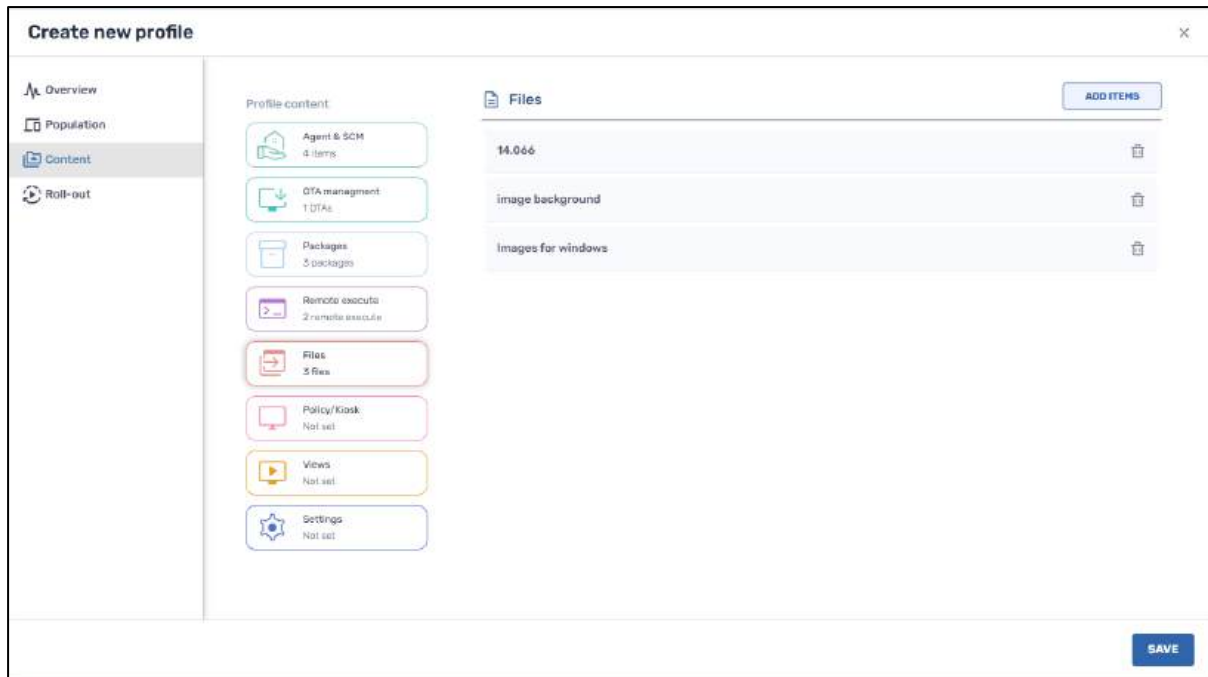 Create new profile
Overview
Population
Content
Roll-out
Profile content
Agent & SCM
4 items
OTA managment
1 OTAs
Packages
3 packages
Remote execute
2 remote execute
Files
3 files
Policy/Kiosk
Not set
Views
Not set
Settings
Not set
Files
ADD ITEMS
14.066
image background
Images for windows
SAVE